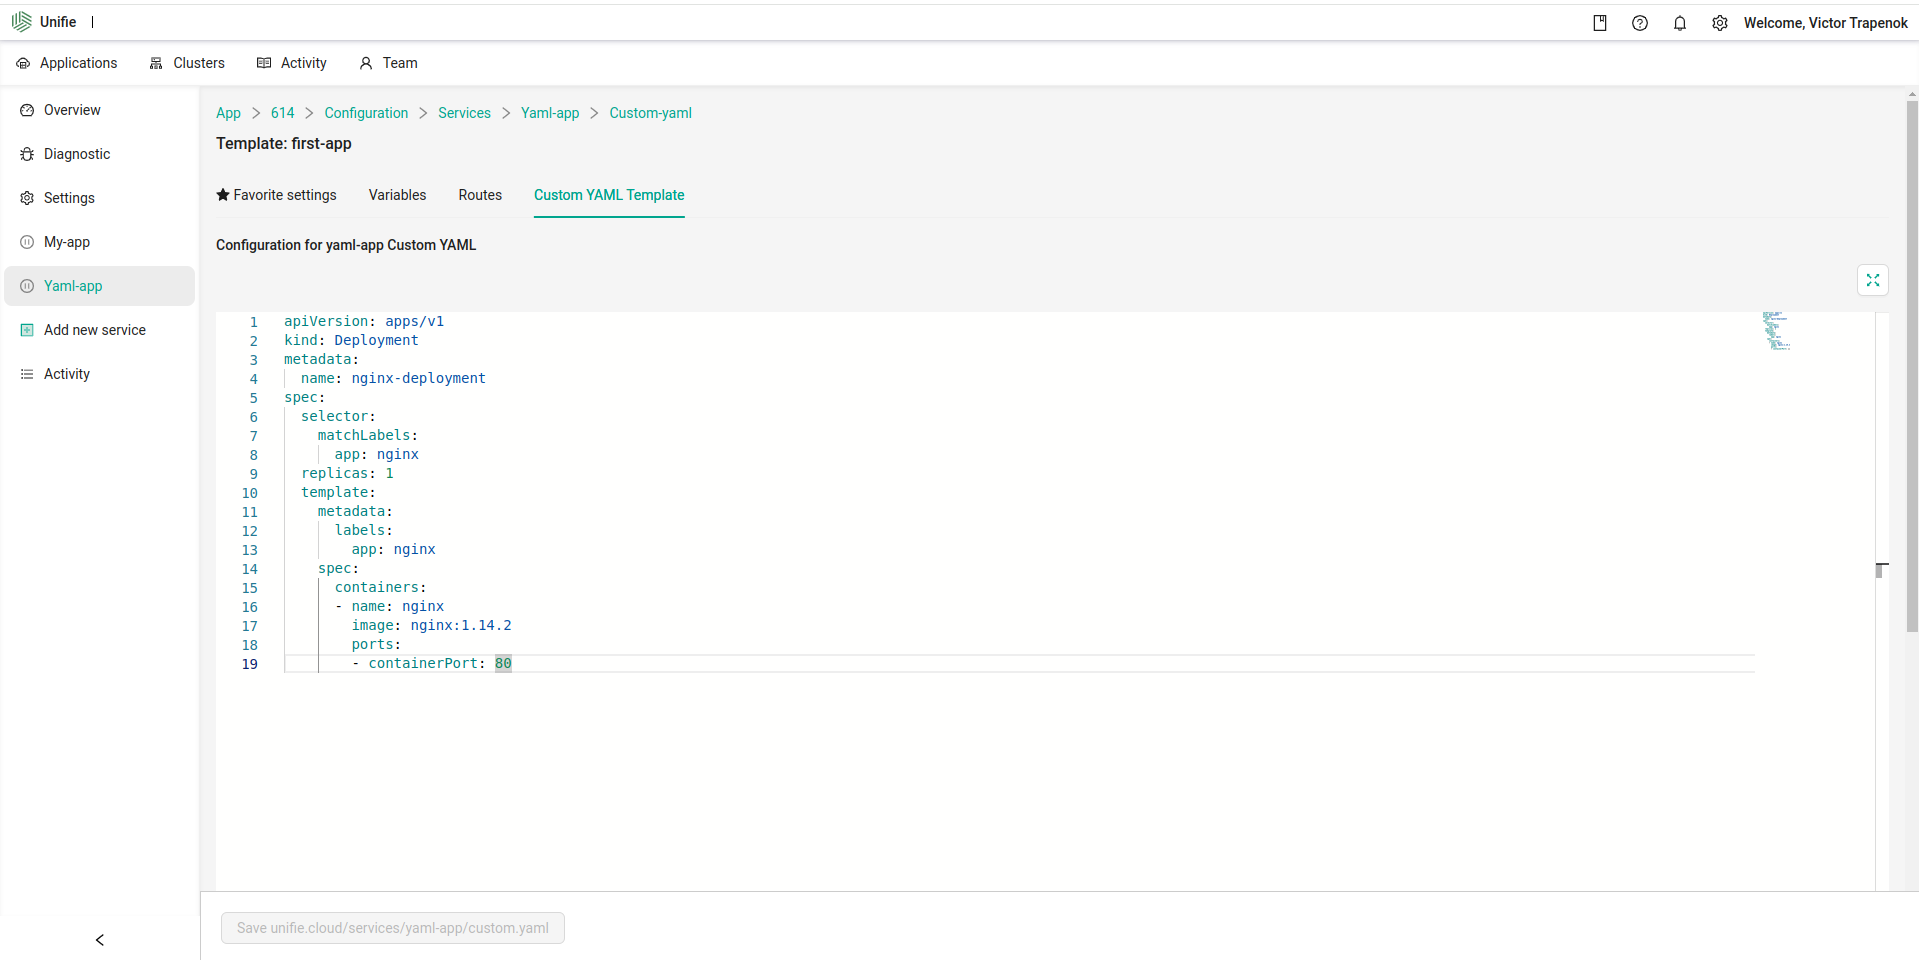 Unifie |
Welcome, Victor Trapenok
Applications Clusters Activity Team
Overview
Diagnostic
Settings
My-app
Yaml-app
Add new service
Activity
App > 614 > Configuration > Services > Yaml-app > Custom-yaml
Template: first-app
Favorite settings Variables Routes Custom YAML Template
Configuration for yaml-app Custom YAML
1 apiVersion: apps/v1
2 kind: Deployment
3 metadata:
4   name: nginx-deployment
5 spec:
6   selector:
7     matchLabels:
8       app: nginx
9   replicas: 1
10   template:
11     metadata:
12       labels:
13         app: nginx
14     spec:
15       containers:
16       - name: nginx
17         image: nginx:1.14.2
18         ports:
19         - containerPort: 80
Save unifie.cloud/services/yaml-app/custom.yaml